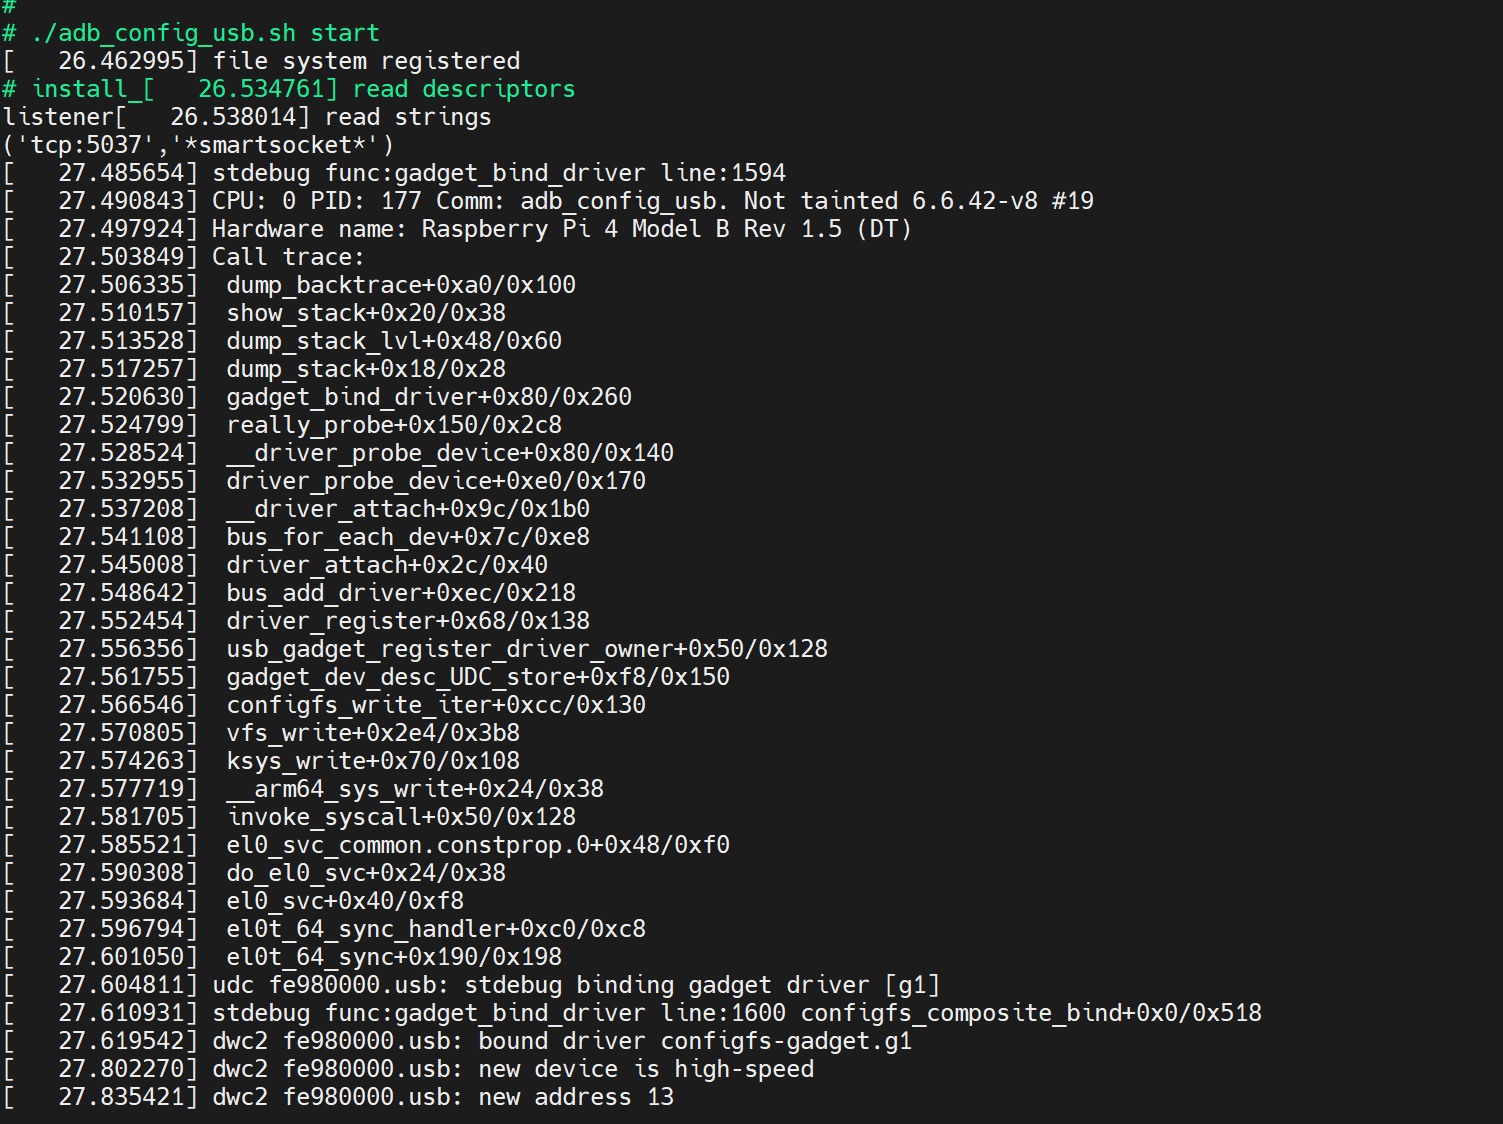 #
# ./adb_config_usb.sh start
[   26.462995] file system registered
# install_[   26.534761] read descriptors
listener[   26.538014] read strings
('tcp:5037','*smartsocket*')
[   27.485654] stdebug func:gadget_bind_driver line:1594
[   27.490843] CPU: 0 PID: 177 Comm: adb_config_usb. Not tainted 6.6.42-v8 #19
[   27.497924] Hardware name: Raspberry Pi 4 Model B Rev 1.5 (DT)
[   27.503849] Call trace:
[   27.506335]  dump_backtrace+0xa0/0x100
[   27.510157]  show_stack+0x20/0x38
[   27.513528]  dump_stack_lvl+0x48/0x60
[   27.517257]  dump_stack+0x18/0x28
[   27.520630]  gadget_bind_driver+0x80/0x260
[   27.524799]  really_probe+0x150/0x2c8
[   27.528524]  __driver_probe_device+0x80/0x140
[   27.532955]  driver_probe_device+0xe0/0x170
[   27.537208]  __driver_attach+0x9c/0x1b0
[   27.541108]  bus_for_each_dev+0x7c/0xe8
[   27.545008]  driver_attach+0x2c/0x40
[   27.548642]  bus_add_driver+0xec/0x218
[   27.552454]  driver_register+0x68/0x138
[   27.556356]  usb_gadget_register_driver_owner+0x50/0x128
[   27.561755]  gadget_dev_desc_UDC_store+0xf8/0x150
[   27.566546]  configfs_write_iter+0xcc/0x130
[   27.570805]  vfs_write+0x2e4/0x3b8
[   27.574263]  ksys_write+0x70/0x108
[   27.577719]  __arm64_sys_write+0x24/0x38
[   27.581705]  invoke_syscall+0x50/0x128
[   27.585521]  el0_svc_common.constprop.0+0x48/0xf0
[   27.590308]  do_el0_svc+0x24/0x38
[   27.593684]  el0_svc+0x40/0xf8
[   27.596794]  el0t_64_sync_handler+0xc0/0xc8
[   27.601050]  el0t_64_sync+0x190/0x198
[   27.604811] udc fe980000.usb: stdebug binding gadget driver [g1]
[   27.610931] stdebug func:gadget_bind_driver line:1600 configfs_composite_bind+0x0/0x518
[   27.619542] dwc2 fe980000.usb: bound driver configfs-gadget.g1
[   27.802270] dwc2 fe980000.usb: new device is high-speed
[   27.835421] dwc2 fe980000.usb: new address 13